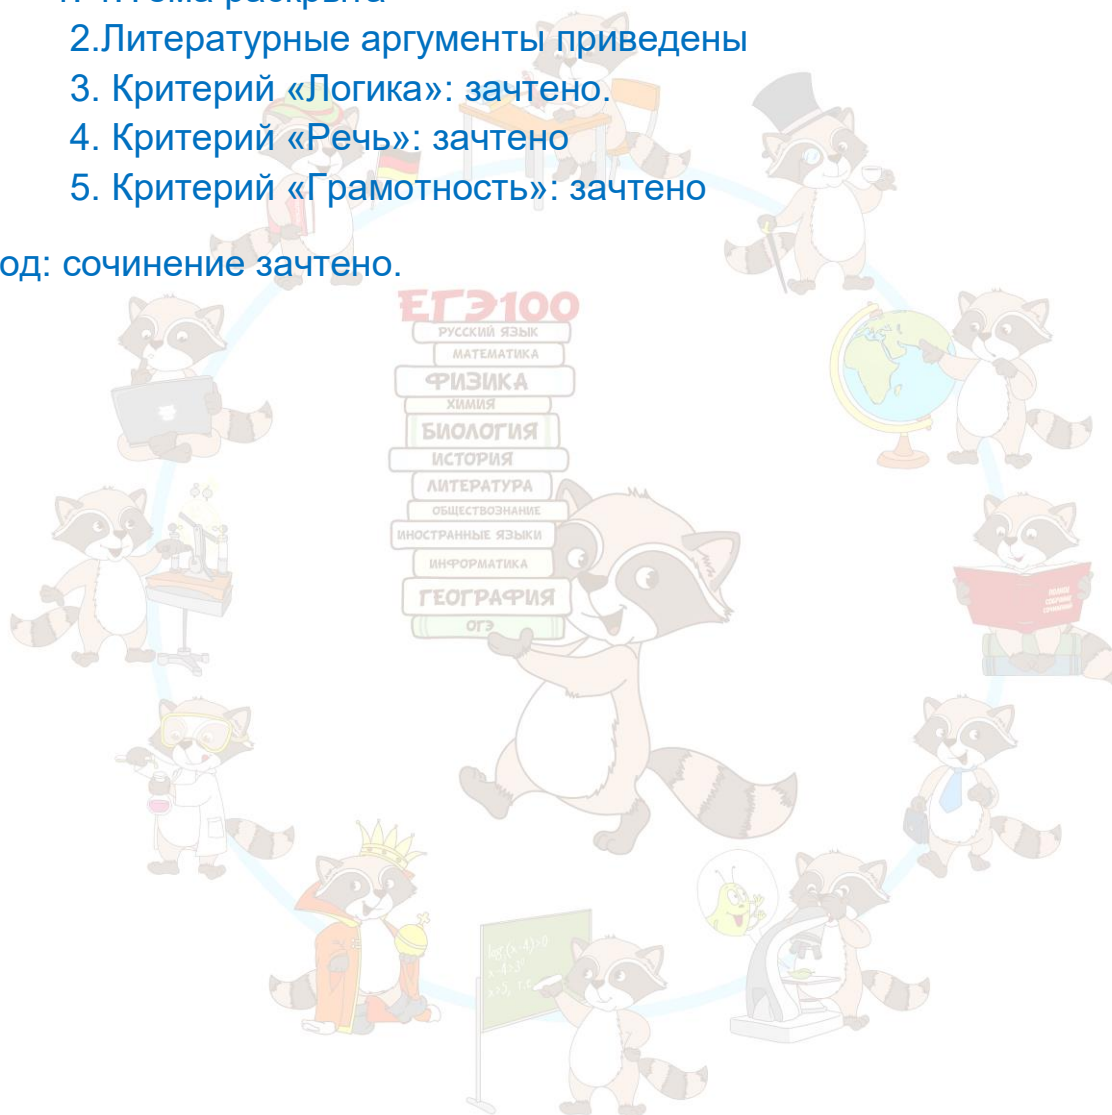 2.Литературные аргументы приведены
3. Критерий «Логика»: зачтено.
4. Критерий «Речь»: зачтено
5. Критерий «Грамотность»: зачтено
од: сочинение зачтено.
ЕГЭ100
РУССКИЙ ЯЗЫК
МАТЕМАТИКА
ФИЗИКА
ХИМИЯ
БИОЛОГИЯ
ИСТОРИЯ
ЛИТЕРАТУРА
ОБЩЕСТВОЗНАНИЕ
ИНОСТРАННЫЕ ЯЗЫКИ
ИНФОРМАТИКА
ГЕОГРАФИЯ
ОГЭ